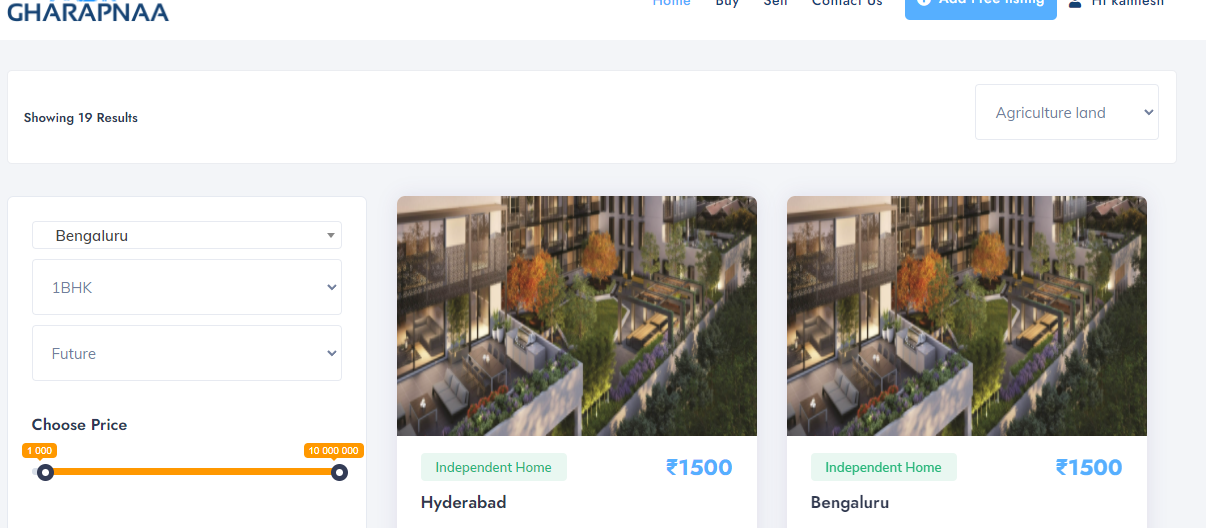 GHARAPNAA
Home Buy Sell Contact Us Add Free listing Hi kamlesh
Showing 19 Results
Agriculture land
Bengaluru
1BHK
Future
Choose Price
1 000
10 000 000
Independent Home ₹1500
Hyderabad
Independent Home ₹1500
Bengaluru